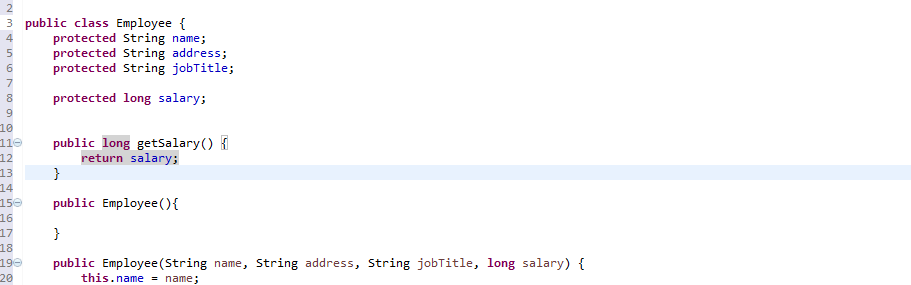 2
3 public class Employee {
4 protected String name;
5 protected String address;
6 protected String jobTitle;
7
8 protected long salary;
9
10
11 public long getSalary() {
12 return salary;
13 }
14
15 public Employee(){
16
17 }
18
19 public Employee(String name, String address, String jobTitle, long salary) {
20 this.name = name;